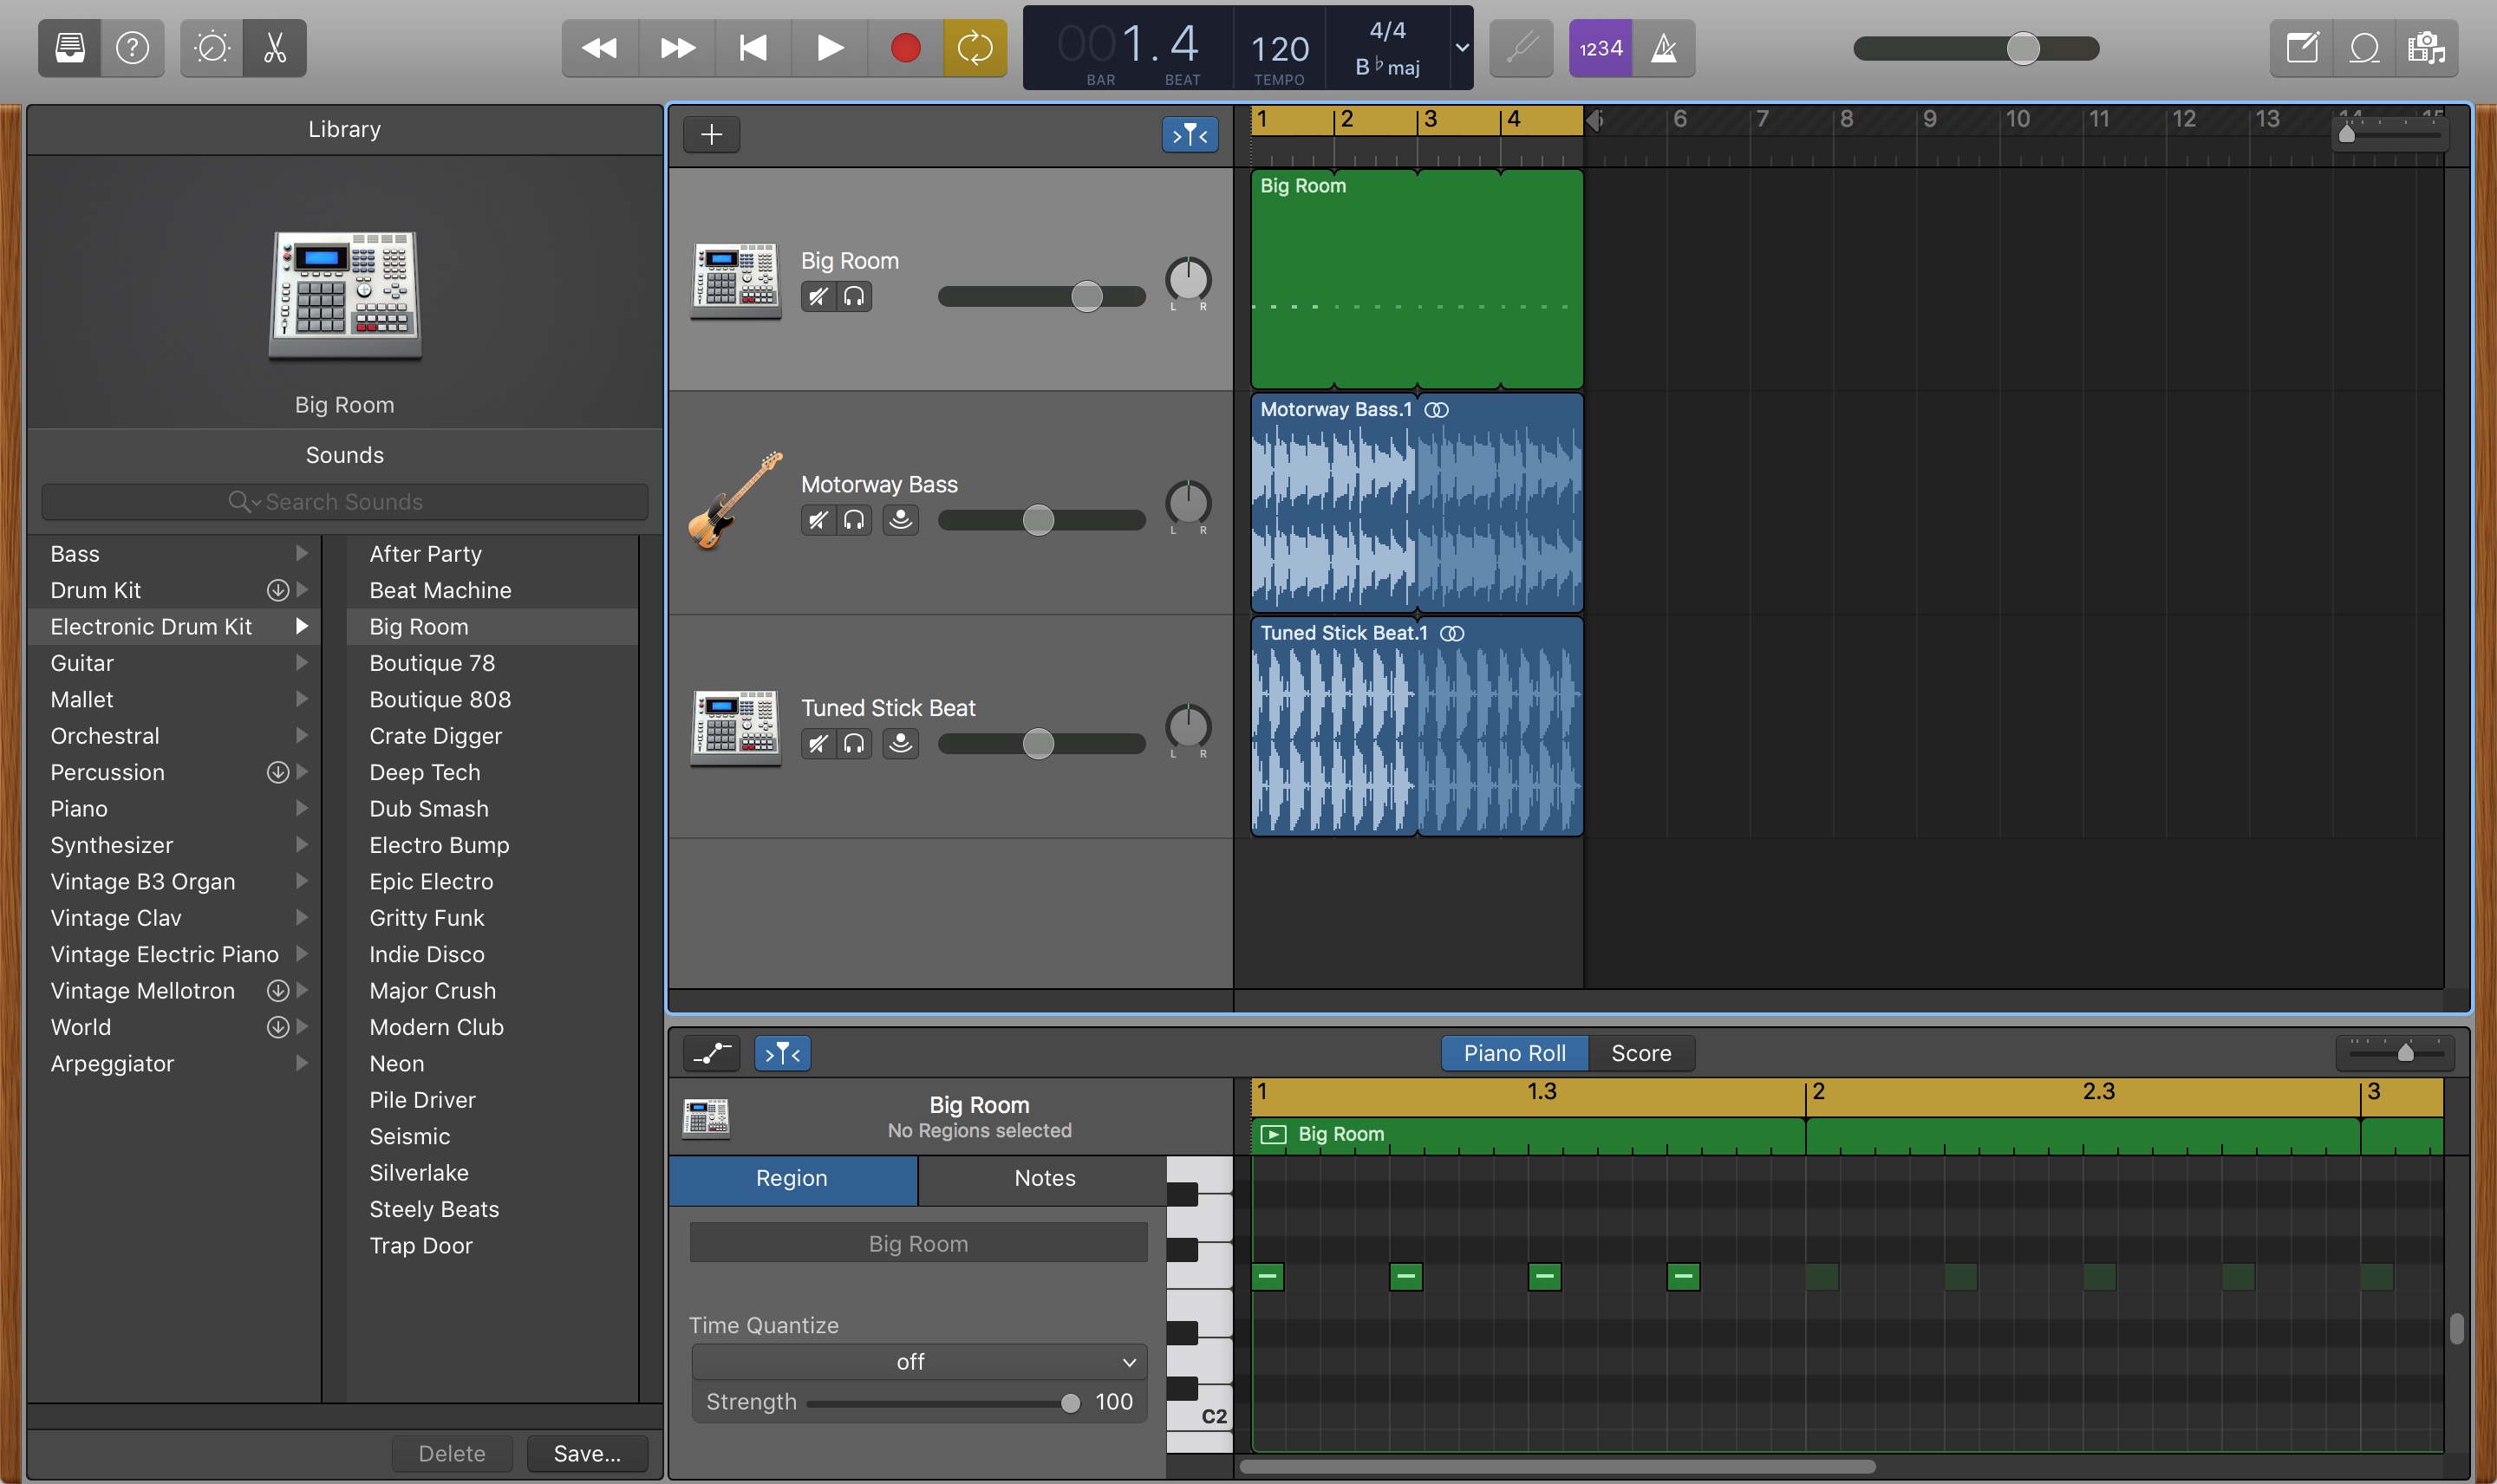 001.4
BAR BEAT
120
TEMPO
4/4
B♭maj
1234
Library
Big Room
Sounds
Search Sounds
Bass
Drum Kit
Electronic Drum Kit
Guitar
Mallet
Orchestral
Percussion
Piano
Synthesizer
Vintage B3 Organ
Vintage Clav
Vintage Electric Piano
Vintage Mellotron
World
Arpeggiator
After Party
Beat Machine
Big Room
Boutique 78
Boutique 808
Crate Digger
Deep Tech
Dub Smash
Electro Bump
Epic Electro
Gritty Funk
Indie Disco
Major Crush
Modern Club
Neon
Pile Driver
Seismic
Silverlake
Steely Beats
Trap Door
Delete
Save...
1 2 3 4 5 6 7 8 9 10 11 12 13 14 15
Big Room
L R
Big Room
Motorway Bass
L R
Motorway Bass.1
Tuned Stick Beat
L R
Tuned Stick Beat.1
Piano Roll
Score
Big Room
No Regions selected
Region
Notes
Big Room
Time Quantize
off
Strength
100
1 1.3 2 2.3 3
Big Room
C2